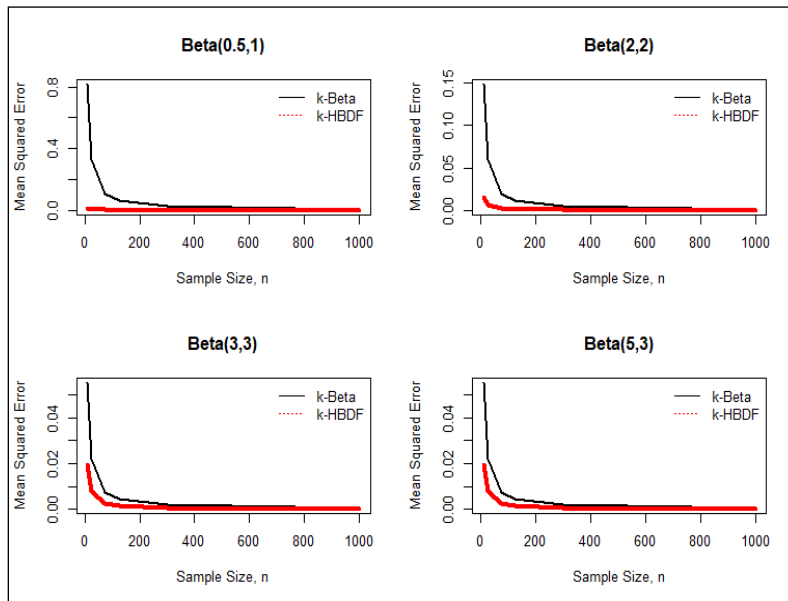 Beta(0.5,1)
Mean Squared Error
0.0
0.4
0.8
k-Beta
k-HBDF
0
200
400
600
800
1000
Sample Size, n
Beta(2,2)
Mean Squared Error
0.00
0.05
0.10
0.15
k-Beta
k-HBDF
0
200
400
600
800
1000
Sample Size, n
Beta(3,3)
Mean Squared Error
0.00
0.02
0.04
k-Beta
k-HBDF
0
200
400
600
800
1000
Sample Size, n
Beta(5,3)
Mean Squared Error
0.00
0.02
0.04
k-Beta
k-HBDF
0
200
400
600
800
1000
Sample Size, n